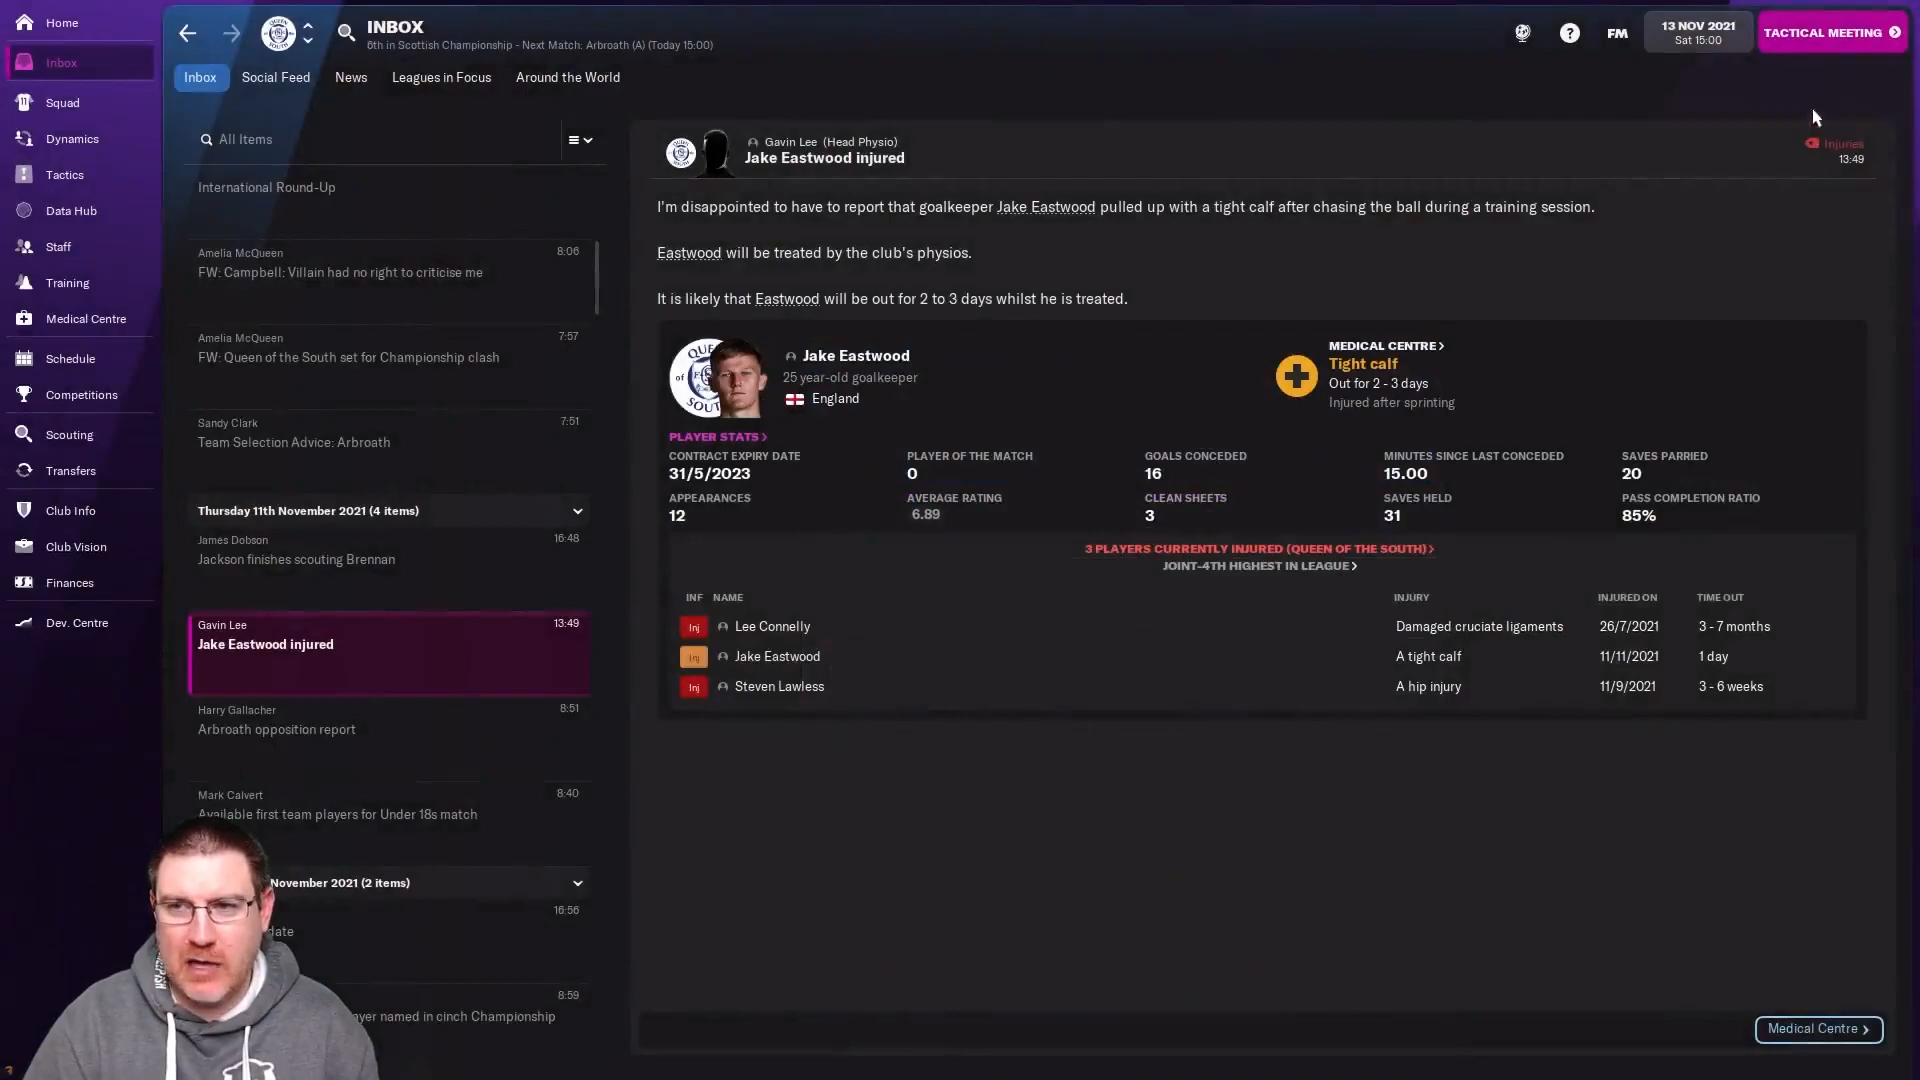 Home
Inbox
Squad
Dynamics
Tactics
Data Hub
Staff
Training
Medical Centre
Schedule
Competitions
Scouting
Transfers
Club Info
Club Vision
Finances
Dev. Centre
INBOX
6th in Scottish Championship - Next Match: Arbroath (A) (Today 15:00)
FM
13 NOV 2021
Sat 15:00
TACTICAL MEETING
Inbox Social Feed News Leagues in Focus Around the World
All Items
International Round-Up
Amelia McQueen 8:06
FW: Campbell: Villain had no right to criticise me
Amelia McQueen 7:57
FW: Queen of the South set for Championship clash
Sandy Clark 7:51
Team Selection Advice: Arbroath
Thursday 11th November 2021 (4 items)
James Dobson 16:48
Jackson finishes scouting Brennan
Gavin Lee 13:49
Jake Eastwood injured
Harry Gallacher 8:51
Arbroath opposition report
Mark Calvert 8:40
Available first team players for Under 18s match
November 2021 (2 items)
16:56
date
8:59
ayer named in cinch Championship
Gavin Lee (Head Physio)
Jake Eastwood injured
Injuries
13:49
I'm disappointed to have to report that goalkeeper Jake Eastwood pulled up with a tight calf after chasing the ball during a training session.
Eastwood will be treated by the club's physios.
It is likely that Eastwood will be out for 2 to 3 days whilst he is treated.
Jake Eastwood
25 year-old goalkeeper
England
MEDICAL CENTRE >
Tight calf
Out for 2 - 3 days
Injured after sprinting
PLAYER STATS >
CONTRACT EXPIRY DATE PLAYER OF THE MATCH GOALS CONCEDED MINUTES SINCE LAST CONCEDED SAVES PARRIED
31/5/2023 0 16 15.00 20
APPEARANCES AVERAGE RATING CLEAN SHEETS SAVES HELD PASS COMPLETION RATIO
12 6.89 3 31 85%
3 PLAYERS CURRENTLY INJURED (QUEEN OF THE SOUTH) >
JOINT-4TH HIGHEST IN LEAGUE >
INF NAME INJURY INJURED ON TIME OUT
Inj Lee Connelly Damaged cruciate ligaments 26/7/2021 3 - 7 months
Inj Jake Eastwood A tight calf 11/11/2021 1 day
Inj Steven Lawless A hip injury 11/9/2021 3 - 6 weeks
Medical Centre >